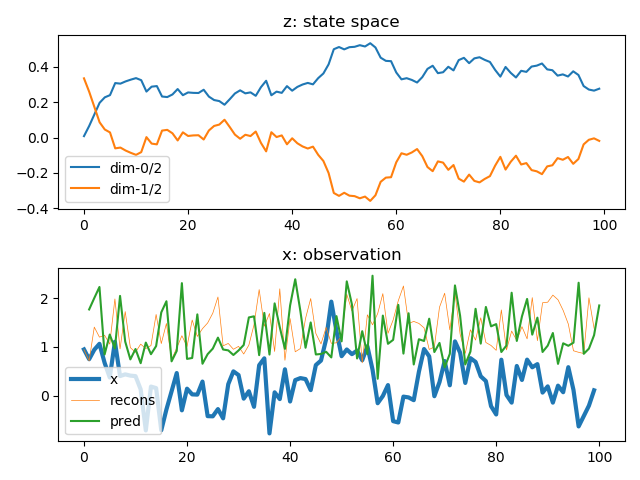 z: state space
0.4
0.2
0.0
−0.2
−0.4
dim-0/2
dim-1/2
0 20 40 60 80 100
x: observation
2
1
0
x
recons
pred
0 20 40 60 80 100